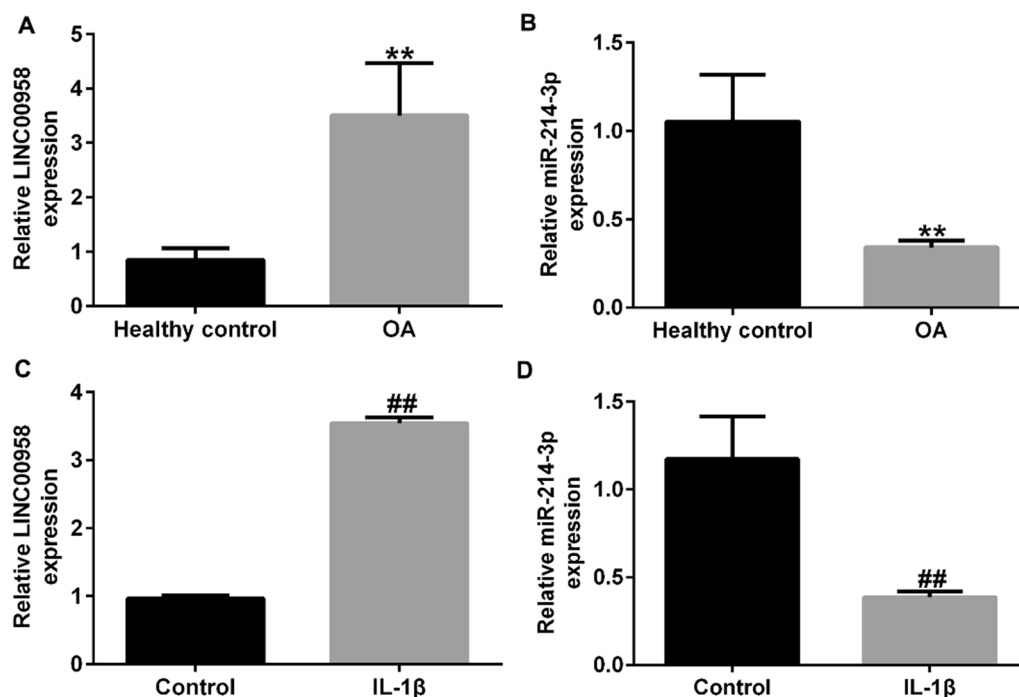 A
Relative LINC00958
expression
5
4
3
2
1
0
**
Healthy control OA
B
Relative miR-214-3p
expression
1.5
1.0
0.5
0.0
**
Healthy control OA
C
Relative LINC00958
expression
4
3
2
1
0
##
Control IL-1β
D
Relative miR-214-3p
expression
1.5
1.0
0.5
0.0
##
Control IL-1β